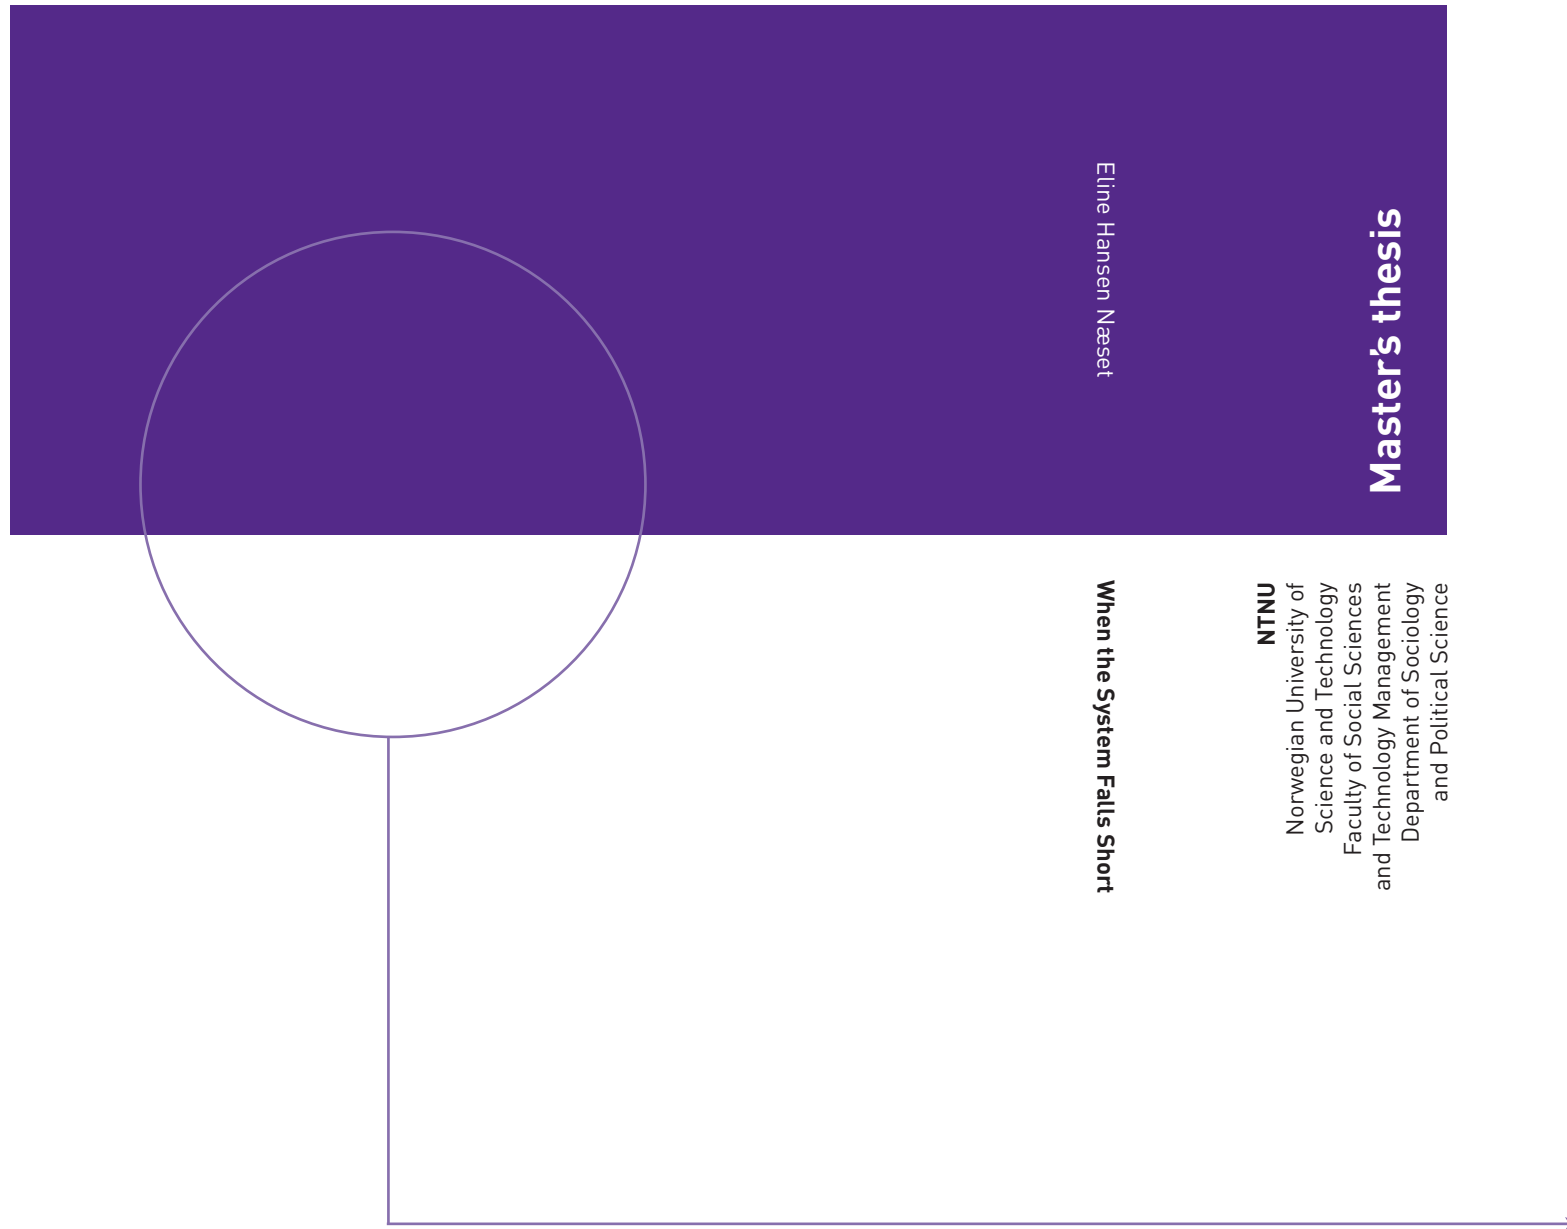 Eline Hansen Næset
When the System Falls Short
Master's thesis
NTNU
Norwegian University of
Science and Technology
Faculty of Social Sciences
and Technology Management
Department of Sociology
and Political Science